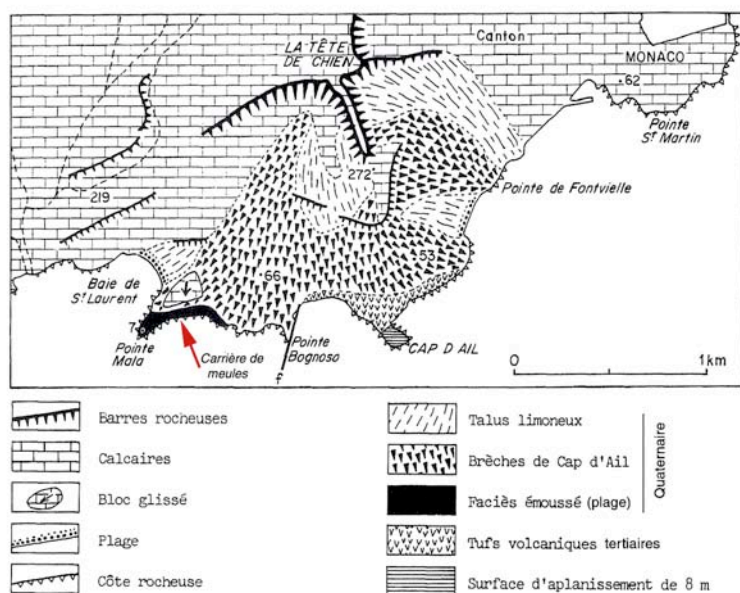 LA TÊTE
DE CHIEN
Canton
MONACO
.62
Pointe
St Martin
272
219
Pointe de Fontvielle
53
66
Baie de
St Laurent
7
Pointe
Mala
Carrière de
meules
Pointe
Bognoso
f
CAP D'AIL
0 1km
Barres rocheuses
Calcaires
Bloc glissé
Plage
Côte rocheuse
Talus limoneux
Brèches de Cap d'Ail
Faciès émoussé (plage)
Quaternaire
Tufs volcaniques tertiaires
Surface d'aplanissement de 8 m